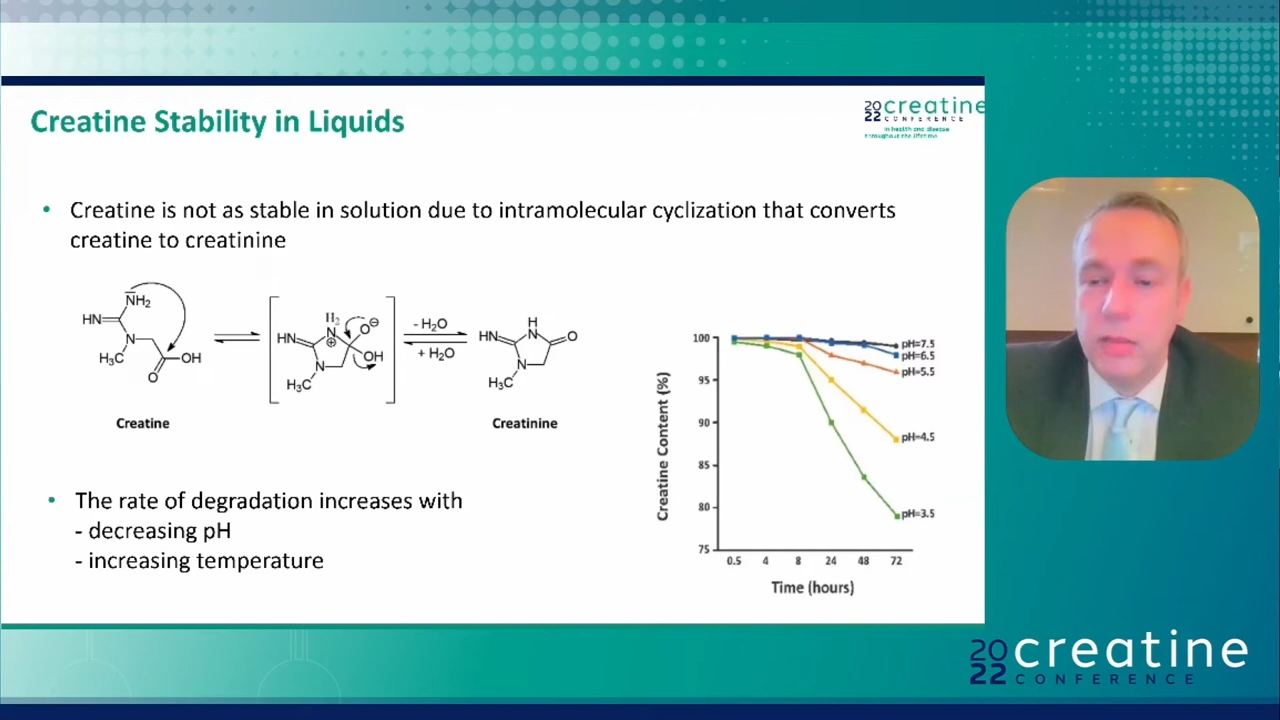 Creatine Stability in Liquids
20
22 creatine
CONFERENCE
in health and disease
throughout the lifetime
• Creatine is not as stable in solution due to intramolecular cyclization that converts
creatine to creatinine
NH2
HN
N
H3C
OH
O
Creatine
H2
N
HN
O
OH
N
H3C
- H2O
+ H2O
H
N
HN
O
N
H3C
Creatinine
• The rate of degradation increases with
- decreasing pH
- increasing temperature
Creatine Content (%)
100
95
90
85
80
75
pH=7.5
pH=6.5
pH=5.5
pH=4.5
pH=3.5
0.5 4 8 24 48 72
Time (hours)
20
22 creatine
CONFERENCE